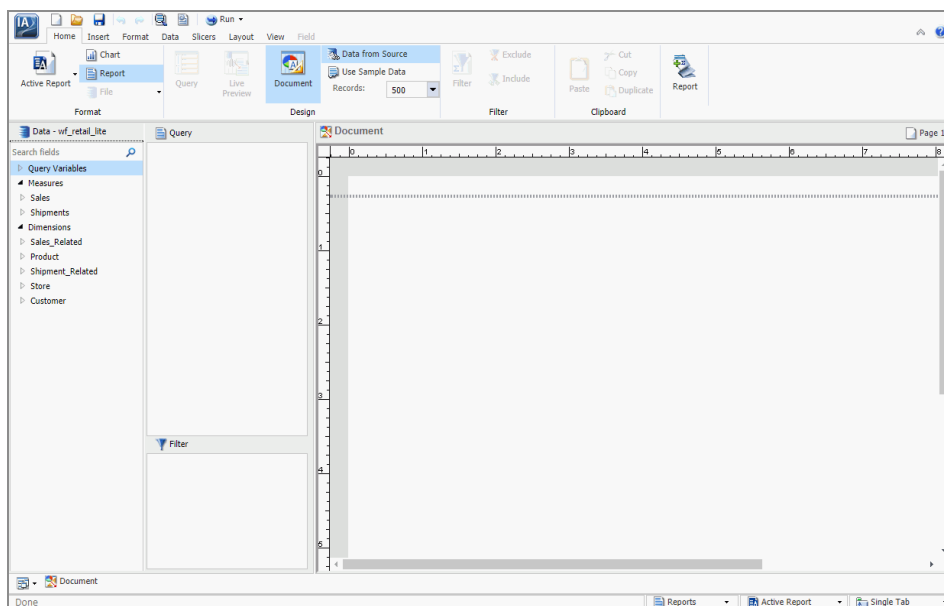 IA
Run
Home Insert Format Data Slicers Layout View Field
Active Report
Chart
Report
File
Format
Query
Live Preview
Document
Data from Source
Use Sample Data
Records: 500
Design
Filter
Exclude
Include
Filter
Paste
Cut
Copy
Duplicate
Clipboard
Report
Data - wf_retail_lite
Search fields
Query Variables
Measures
Sales
Shipments
Dimensions
Sales_Related
Product
Shipment_Related
Store
Customer
Query
Filter
Document
Page 1
0 1 2 3 4 5 6 7 8
0
1
2
3
4
5
Document
Done
Reports
Active Report
Single Tab